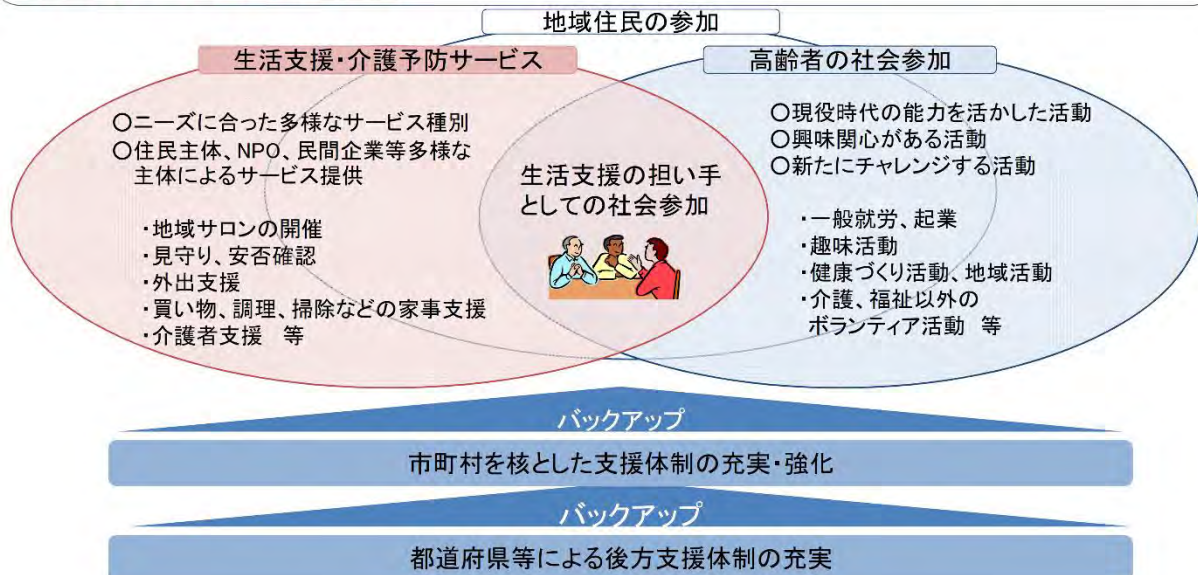 地域住民の参加
生活支援・介護予防サービス
○ニーズに合った多様なサービス種別
○住民主体、NPO、民間企業等多様な
主体によるサービス提供
・地域サロンの開催
・見守り、安否確認
・外出支援
・買い物、調理、掃除などの家事支援
・介護者支援 等
生活支援の担い手
としての社会参加
高齢者の社会参加
○現役時代の能力を活かした活動
○興味関心がある活動
○新たにチャレンジする活動
・一般就労、起業
・趣味活動
・健康づくり活動、地域活動
・介護、福祉以外の
ボランティア活動 等
バックアップ
市町村を核とした支援体制の充実・強化
バックアップ
都道府県等による後方支援体制の充実